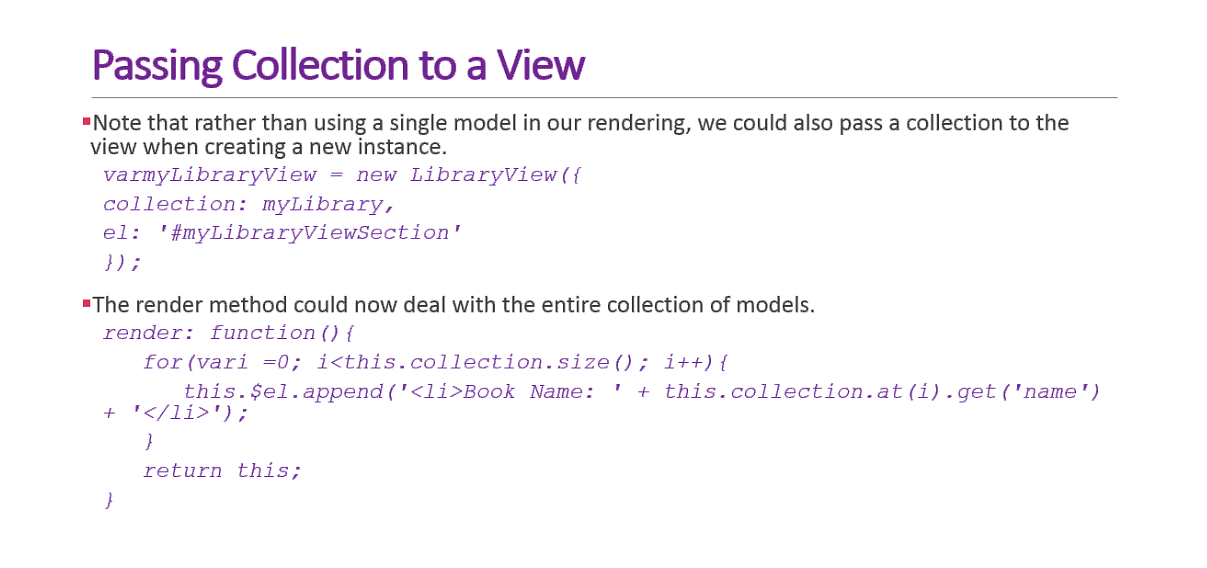 Passing Collection to a View
▪Note that rather than using a single model in our rendering, we could also pass a collection to the
view when creating a new instance.
varmyLibraryView = new LibraryView({
collection: myLibrary,
el: '#myLibraryViewSection'
});
▪The render method could now deal with the entire collection of models.
render: function(){
for(vari =0; i<this.collection.size(); i++){
this.$el.append('<li>Book Name: ' + this.collection.at(i).get('name')
+ '</li>');
}
return this;
}